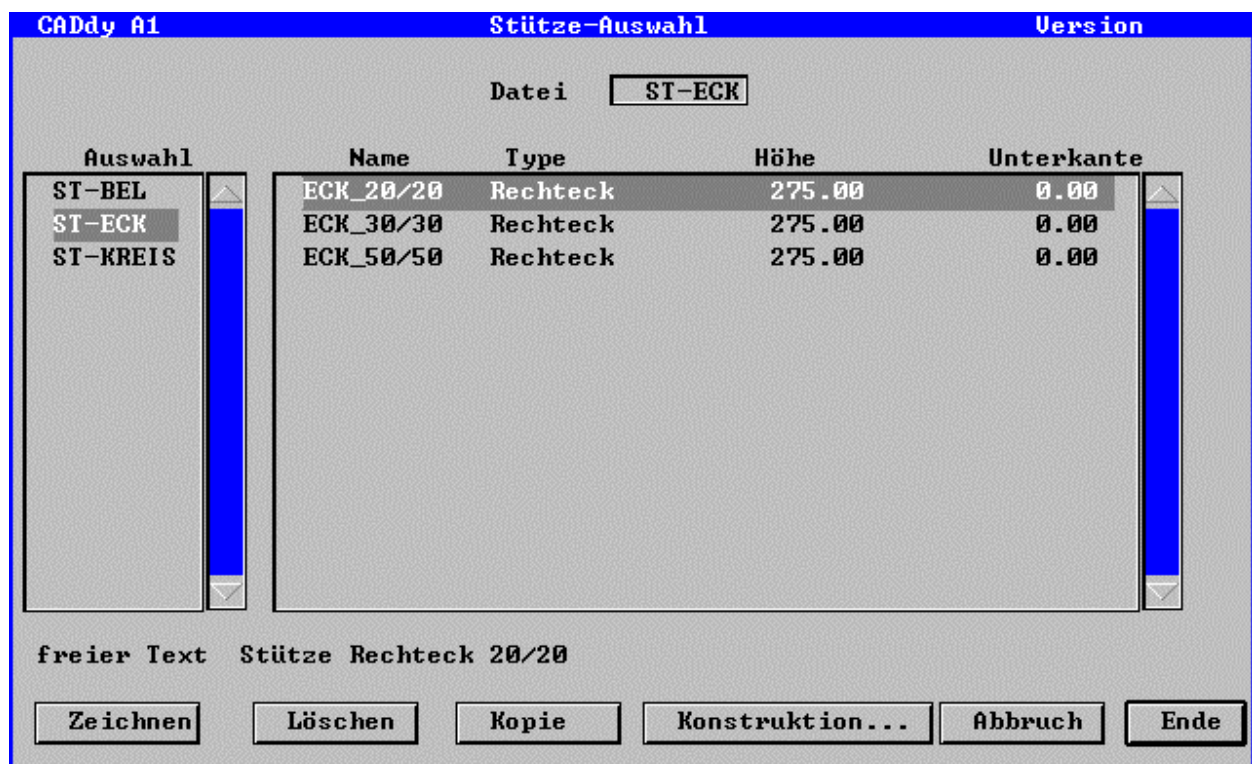 CADdy A1 Stütze-Auswahl Version
Datei ST-ECK
Auswahl Name Type Höhe Unterkante
ST-BEL ECK_20/20 Rechteck 275.00 0.00
ST-ECK ECK_30/30 Rechteck 275.00 0.00
ST-KREIS ECK_50/50 Rechteck 275.00 0.00
freier Text Stütze Rechteck 20/20
Zeichnen Löschen Kopie Konstruktion... Abbruch Ende